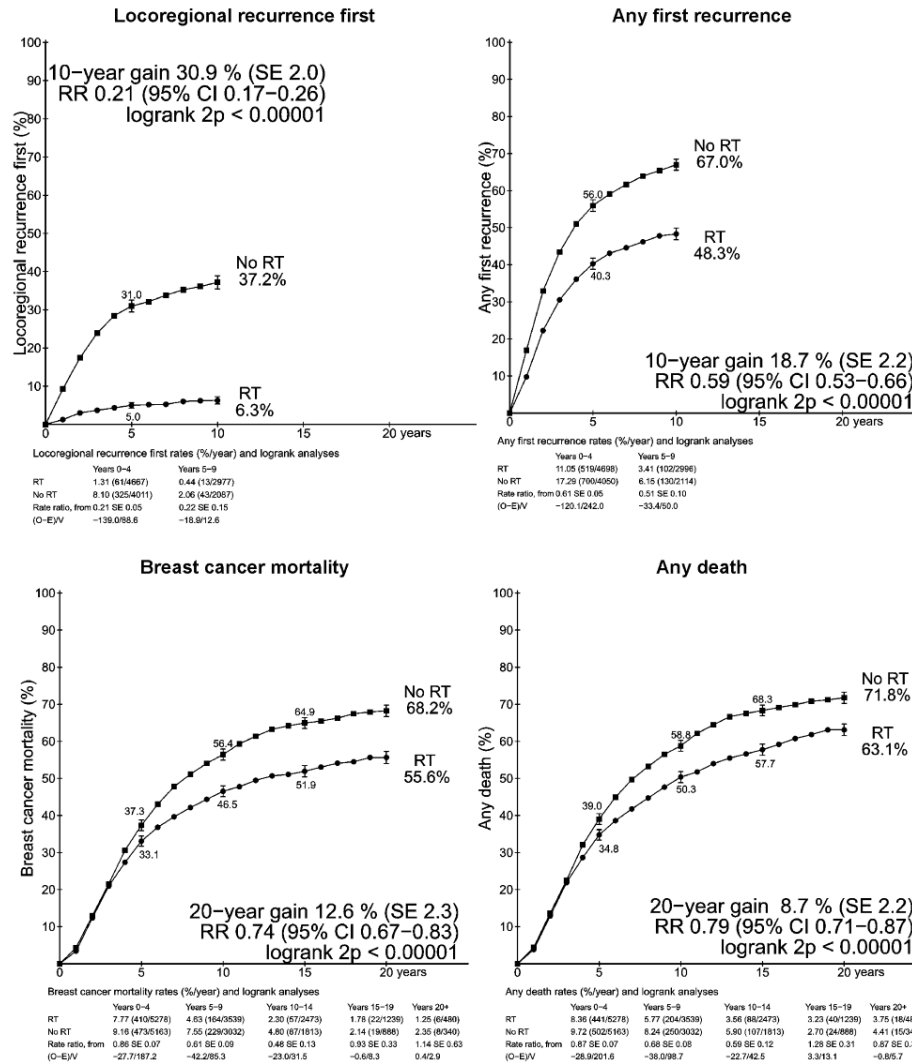 Locoregional recurrence first
100
90
80
70
60
50
40
30
20
10
0
5
10
15
20 years
Locoregional recurrence first (%)
10-year gain 30.9 % (SE 2.0)
RR 0.21 (95% CI 0.17-0.26)
logrank 2p < 0.00001
No RT
37.2%
31.0
RT
6.3%
5.0
Locoregional recurrence first rates (%/year) and logrank analyses
Years 0-4 Years 5-9
RT 1.31 (61/4667) 0.44 (13/2977)
No RT 8.10 (325/4011) 2.06 (43/2087)
Rate ratio, from 0.21 SE 0.05 0.22 SE 0.15
(O-E)/V -139.0/88.6 -18.9/12.6
Any first recurrence
100
90
80
70
60
50
40
30
20
10
0
5
10
15
20 years
Any first recurrence (%)
No RT
67.0%
56.0
RT
48.3%
40.3
10-year gain 18.7 % (SE 2.2)
RR 0.59 (95% CI 0.53-0.66)
logrank 2p < 0.00001
Any first recurrence rates (%/year) and logrank analyses
Years 0-4 Years 5-9
RT 11.05 (519/4698) 3.41 (102/2996)
No RT 17.29 (700/4050) 6.15 (130/2114)
Rate ratio, from 0.61 SE 0.05 0.51 SE 0.10
(O-E)/V -120.1/242.0 -33.4/50.0
Breast cancer mortality
100
90
80
70
60
50
40
30
20
10
0
5
10
15
20 years
Breast cancer mortality (%)
No RT
68.2%
64.9
56.4
37.3
RT
55.6%
51.9
46.5
33.1
20-year gain 12.6 % (SE 2.3)
RR 0.74 (95% CI 0.67-0.83)
logrank 2p < 0.00001
Breast cancer mortality rates (%/year) and logrank analyses
Years 0-4 Years 5-9 Years 10-14 Years 15-19 Years 20+
RT 7.77 (410/5278) 4.63 (164/3539) 2.30 (57/2473) 1.78 (22/1239) 1.25 (6/480)
No RT 9.16 (473/5163) 7.55 (229/3032) 4.80 (87/1813) 2.14 (19/888) 2.35 (8/340)
Rate ratio, from 0.86 SE 0.07 0.61 SE 0.09 0.48 SE 0.13 0.93 SE 0.33 1.14 SE 0.63
(O-E)/V -27.7/187.2 -42.2/85.3 -23.0/31.5 -0.6/8.3 0.4/2.9
Any death
100
90
80
70
60
50
40
30
20
10
0
5
10
15
20 years
Any death (%)
No RT
71.8%
68.3
58.8
39.0
RT
63.1%
57.7
50.3
34.8
20-year gain 8.7 % (SE 2.2)
RR 0.79 (95% CI 0.71-0.87)
logrank 2p < 0.00001
Any death rates (%/year) and logrank analyses
Years 0-4 Years 5-9 Years 10-14 Years 15-19 Years 20+
RT 8.36 (441/5278) 5.77 (204/3539) 3.56 (88/2473) 3.23 (40/1239) 3.75 (18/48
No RT 9.72 (502/5163) 8.24 (250/3032) 5.90 (107/1813) 2.70 (24/888) 4.41 (15/3
Rate ratio, from 0.87 SE 0.07 0.68 SE 0.08 0.59 SE 0.12 1.28 SE 0.31 0.87 SE 0.
(O-E)/V -28.9/201.6 -38.0/98.7 -22.7/42.5 3.3/13.1 -0.8/5.7